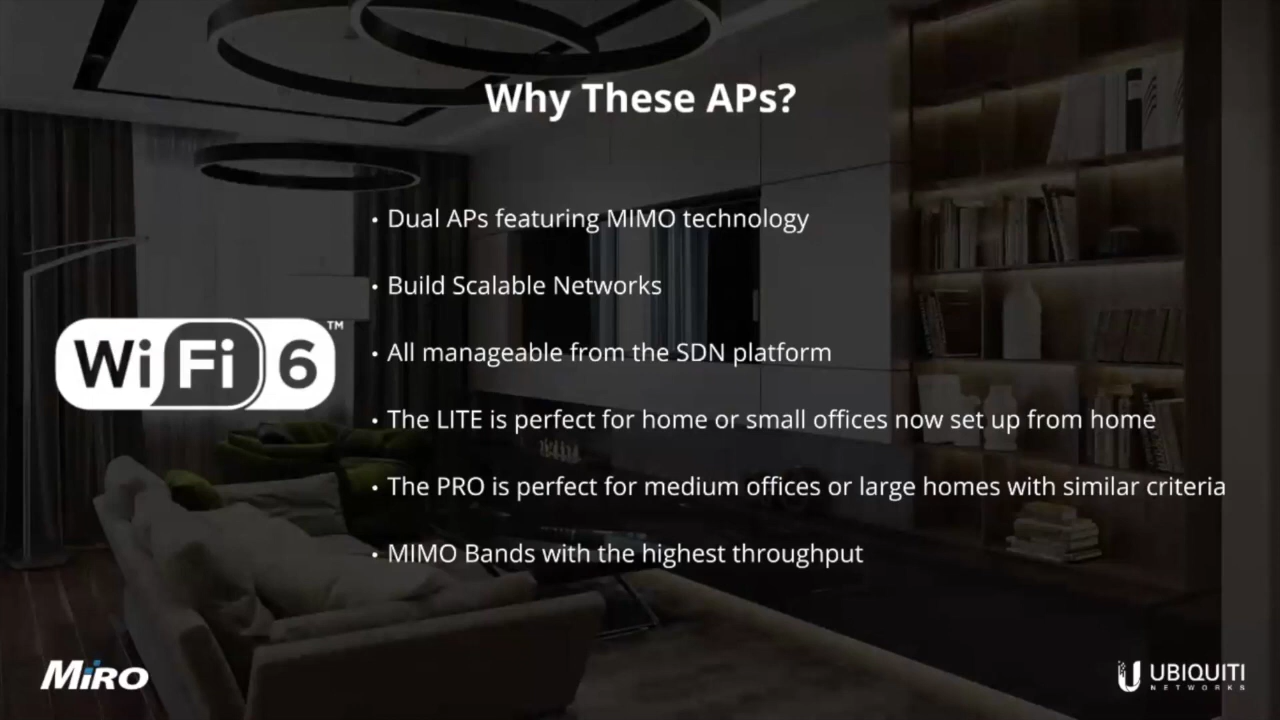 Why These APs?
• Dual APs featuring MIMO technology
• Build Scalable Networks
WiFi 6 ™
• All manageable from the SDN platform
• The LITE is perfect for home or small offices now set up from home
• The PRO is perfect for medium offices or large homes with similar criteria
• MIMO Bands with the highest throughput
MiRO
UBIQUITI
NETWORKS